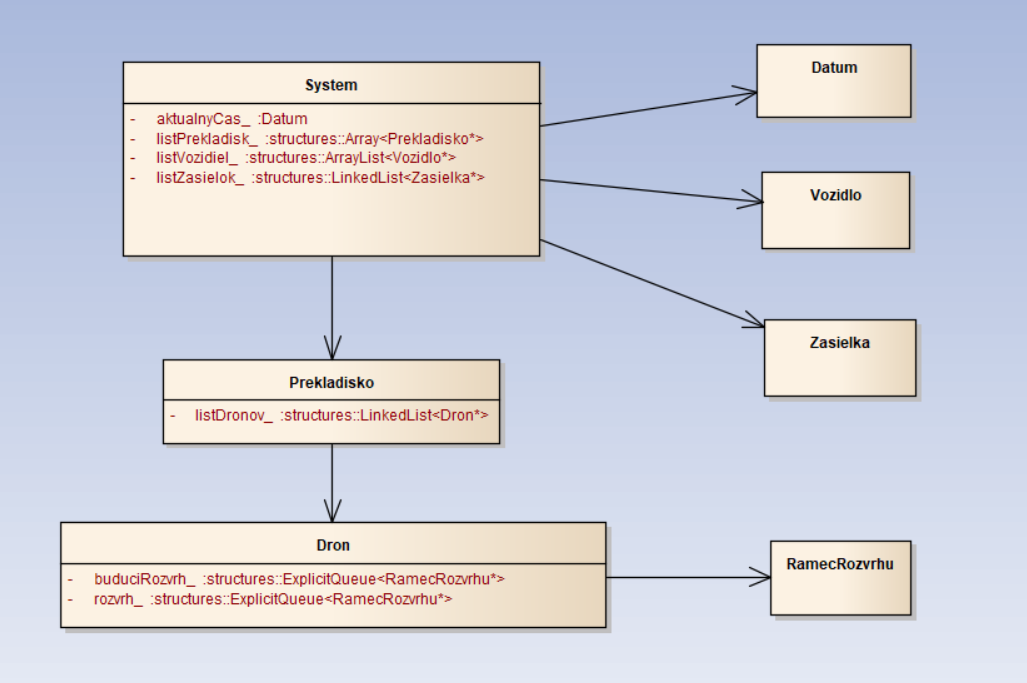 System
- aktualnyCas_ :Datum
- listPrekladisk_ :structures::Array<Prekladisko*>
- listVozidiel_ :structures::ArrayList<Vozidlo*>
- listZasielok_ :structures::LinkedList<Zasielka*>
Datum
Vozidlo
Zasielka
Prekladisko
- listDronov_ :structures::LinkedList<Dron*>
Dron
- buduciRozvrh_ :structures::ExplicitQueue<RamecRozvrhu*>
- rozvrh_ :structures::ExplicitQueue<RamecRozvrhu*>
RamecRozvrhu